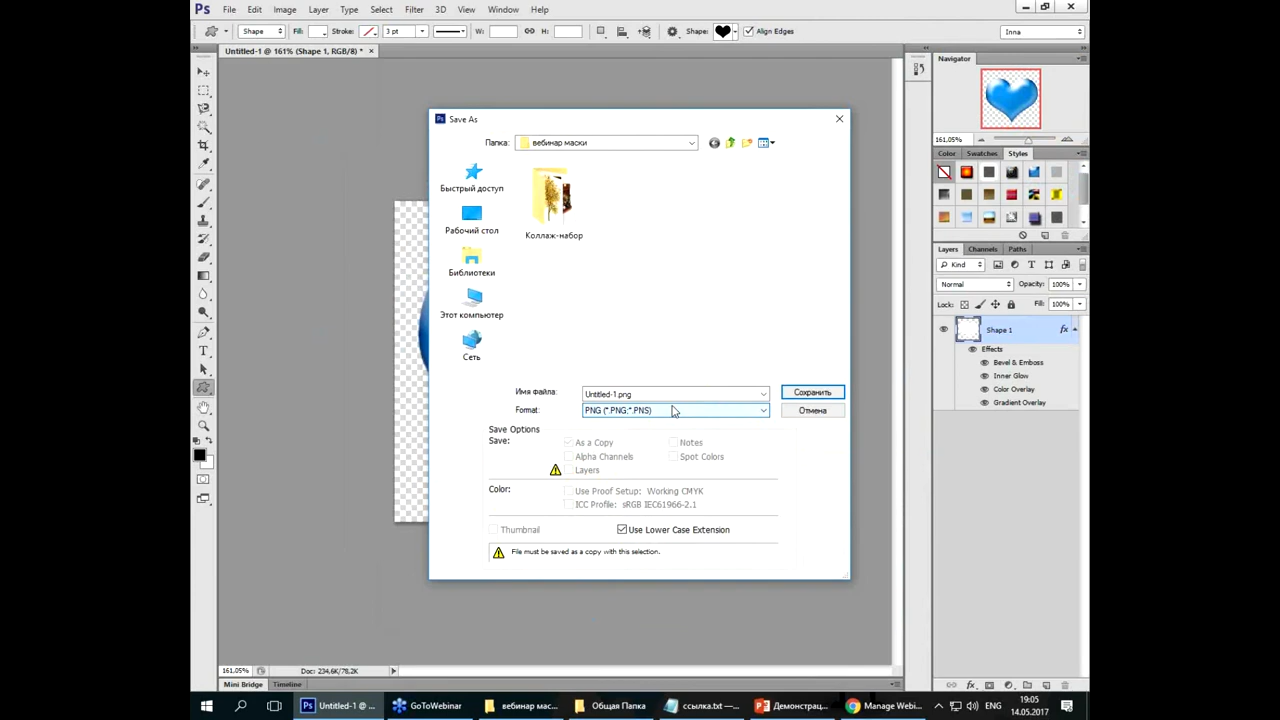 Ps File Edit Image Layer Type Select Filter 3D View Window Help
Shape Fill: Stroke: 3 pt W: H: Shape: Align Edges Inna
Untitled-1 @ 161% (Shape 1, RGB/8) * ×
Navigator
161,05%
Color Swatches Styles
Layers Channels Paths
Kind
Normal Opacity: 100%
Lock: Fill: 100%
Shape 1 fx
Effects
Bevel & Emboss
Inner Glow
Color Overlay
Gradient Overlay
Save As
Папка: вебинар маски
Быстрый доступ
Рабочий стол
Библиотеки
Этот компьютер
Сеть
Коллаж-набор
Имя файла: Untitled-1.png Сохранить
Format: PNG (*.PNG;*.PNS) Отмена
Save Options
Save: As a Copy Notes
Alpha Channels Spot Colors
Layers
Color: Use Proof Setup: Working CMYK
ICC Profile: sRGB IEC61966-2.1
Thumbnail Use Lower Case Extension
File must be saved as a copy with this selection.
161,05% Doc: 234,6K/78,2K
Mini Bridge Timeline
Untitled-1 @ ... GoToWebinar вебинар мас... Общая Папка ссылка.txt —... Демонстрац... Manage Webi... ENG 19:05
14.05.2017